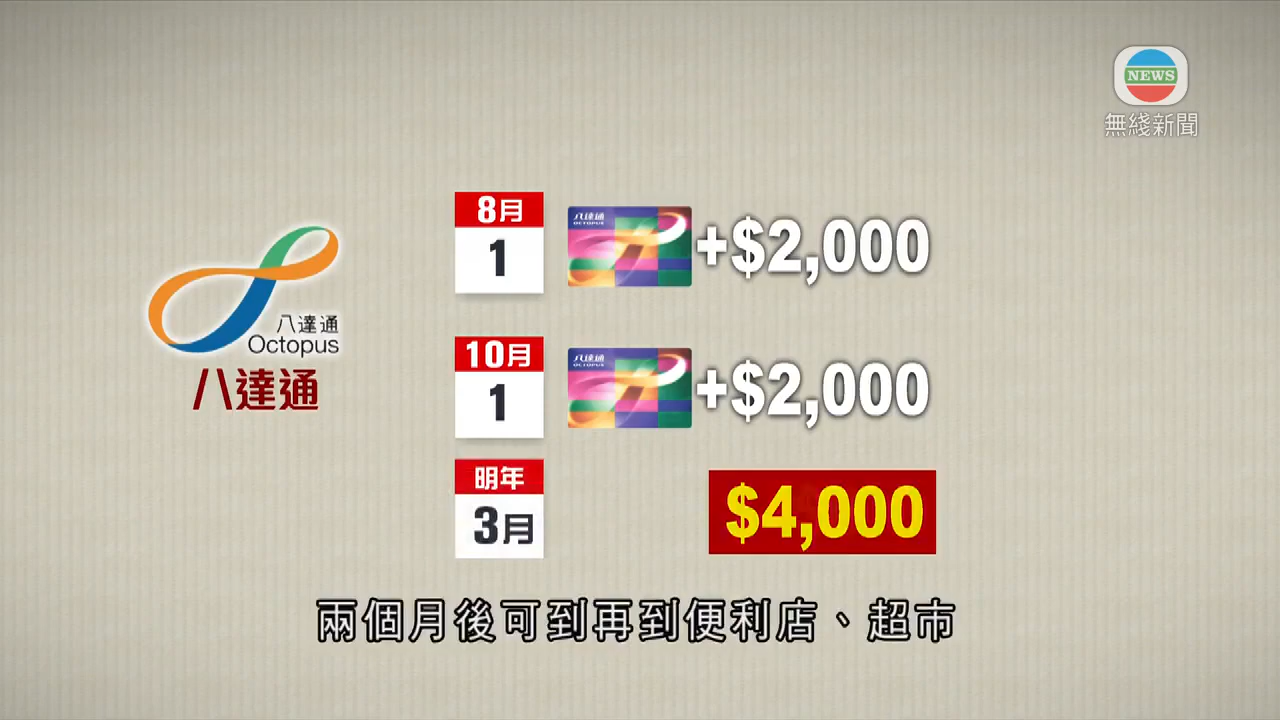 NEWS
無綫新聞
8月
1
八達通
OCTOPUS
+$2,000
八達通
Octopus
八達通
10月
1
八達通
OCTOPUS
+$2,000
明年
3月
$4,000
兩個月後可到再到便利店、超市